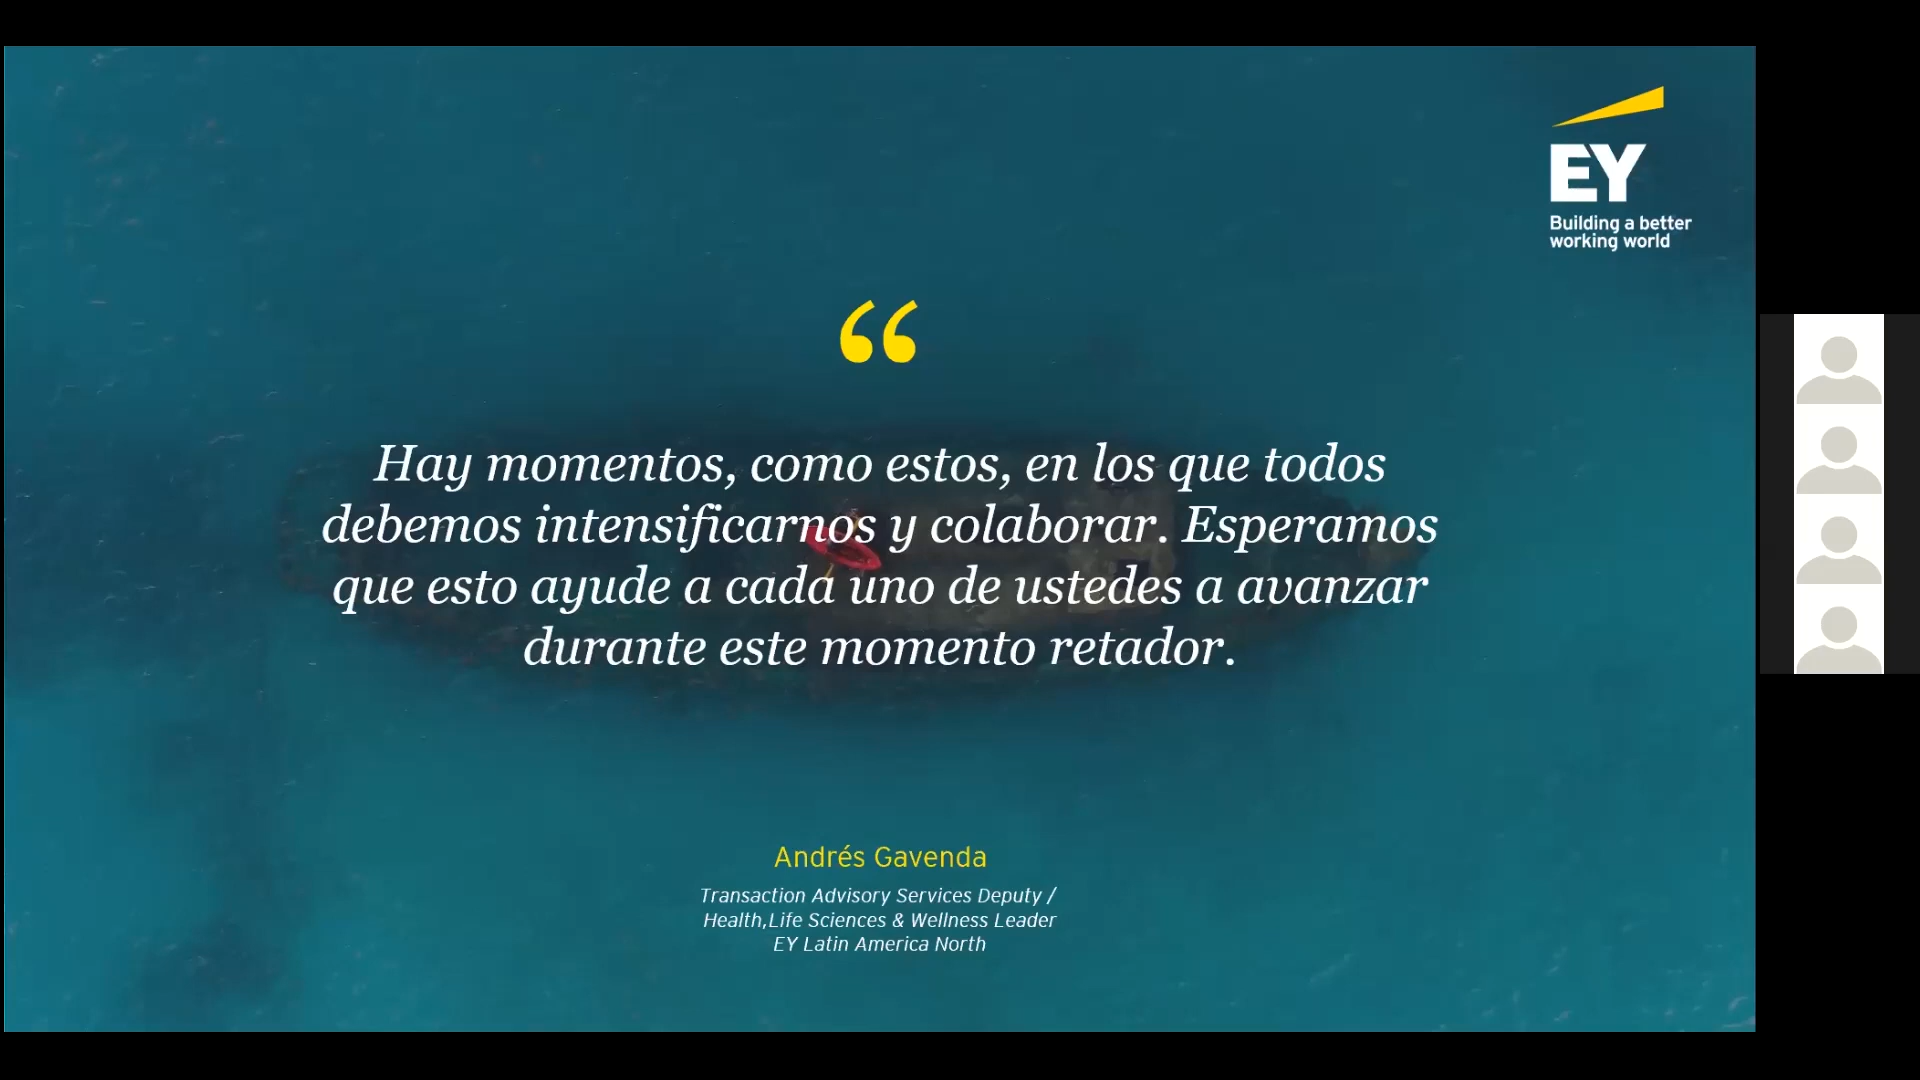 EY
Building a better
working world
“
Hay momentos, como estos, en los que todos
debemos intensificarnos y colaborar. Esperamos
que esto ayude a cada uno de ustedes a avanzar
durante este momento retador.
Andrés Gavenda
Transaction Advisory Services Deputy /
Health,Life Sciences & Wellness Leader
EY Latin America North